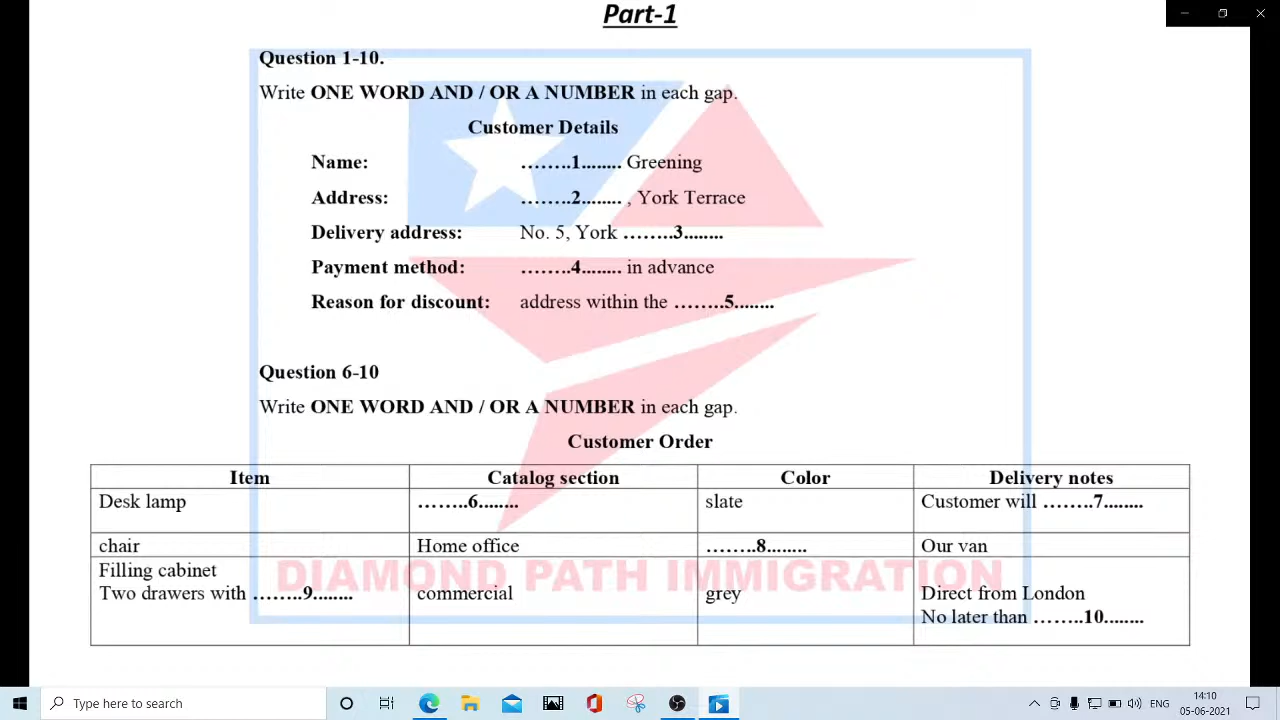 Part-1
Question 1-10.
Write ONE WORD AND / OR A NUMBER in each gap.
Customer Details
Name: ........1........ Greening
Address: ........2........ , York Terrace
Delivery address: No. 5, York ........3........
Payment method: ........4........ in advance
Reason for discount: address within the ........5........
Question 6-10
Write ONE WORD AND / OR A NUMBER in each gap.
Customer Order
Item Catalog section Color Delivery notes
Desk lamp ........6........ slate Customer will ........7........
chair Home office ........8........ Our van
Filling cabinet
Two drawers with ........9........ commercial grey Direct from London
No later than ........10........
DIAMOND PATH IMMIGRATION
Type here to search
ENG
14:10
05-06-2021